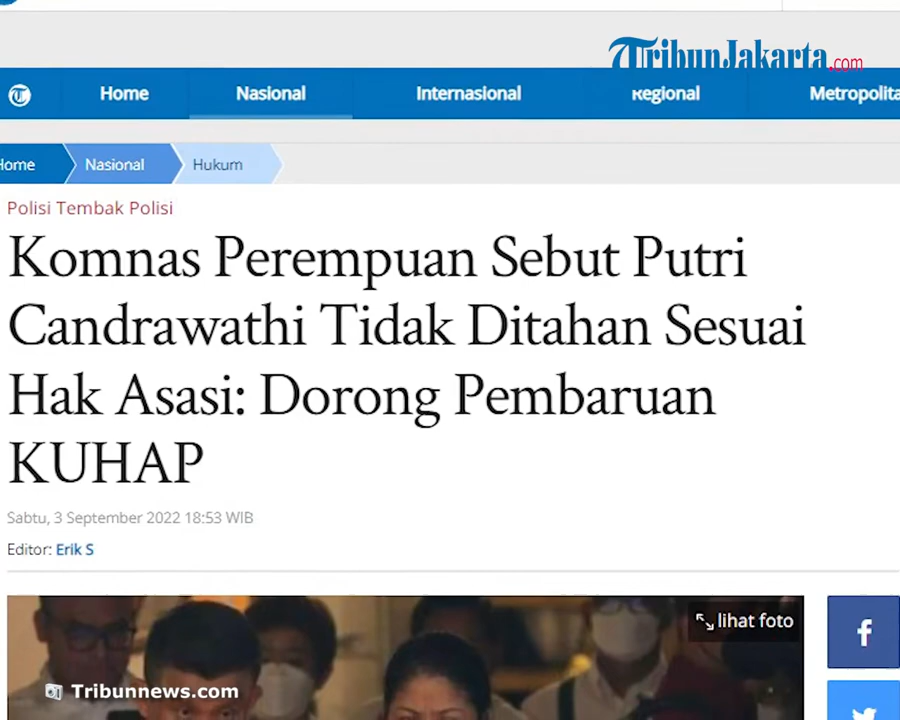 TribunJakarta.com
Home Nasional Internasional Regional Metropolita
Home Nasional Hukum
Polisi Tembak Polisi
Komnas Perempuan Sebut Putri
Candrawathi Tidak Ditahan Sesuai
Hak Asasi: Dorong Pembaruan
KUHAP
Sabtu, 3 September 2022 18:53 WIB
Editor: Erik S
lihat foto
Tribunnews.com